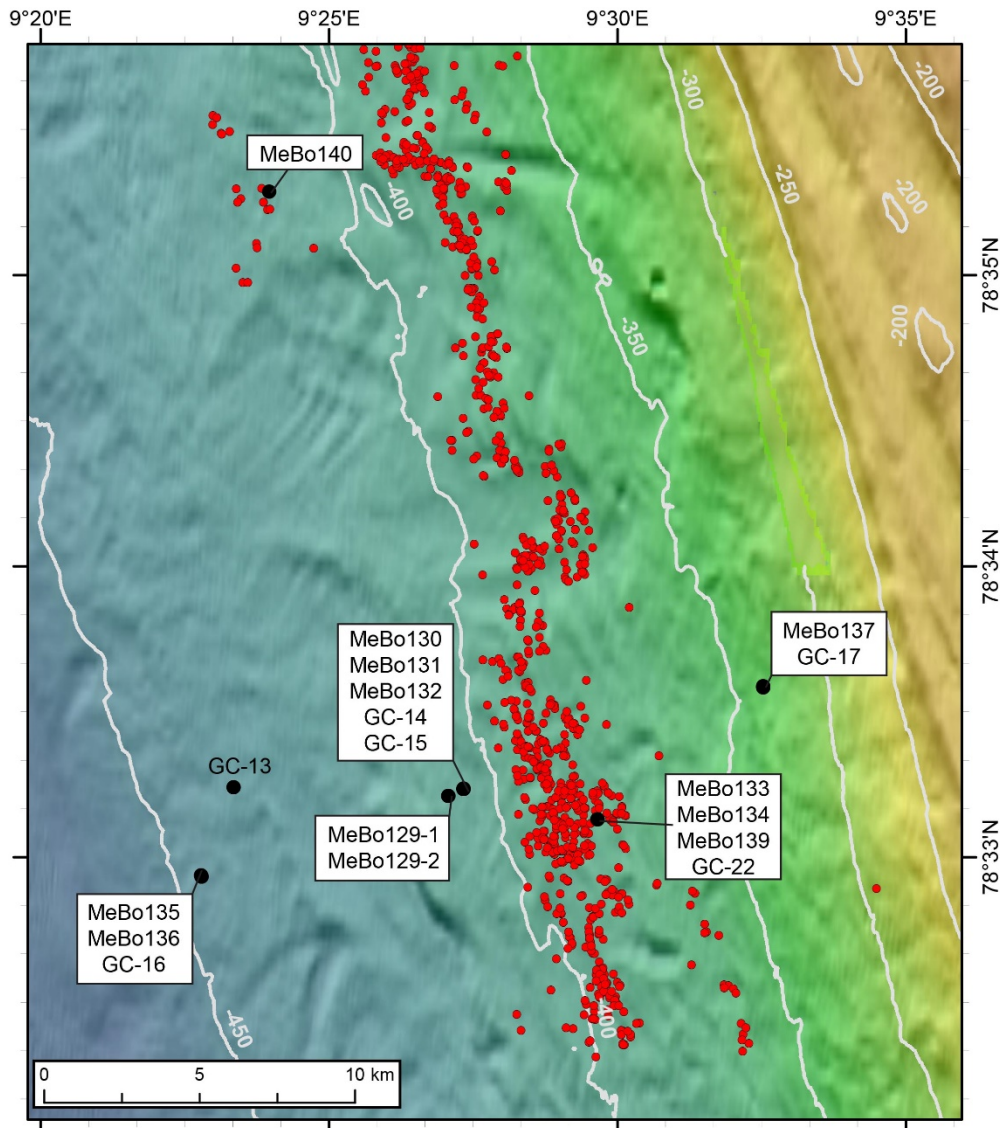 9°20'E
9°25'E
9°30'E
9°35'E
-300
-200
-250
MeBo140
-400
-200
78°35'N
-350
-200
78°34'N
MeBo130
MeBo131
MeBo132
GC-14
GC-15
MeBo137
GC-17
GC-13
MeBo133
MeBo134
MeBo139
GC-22
MeBo129-1
MeBo129-2
78°33'N
MeBo135
MeBo136
GC-16
-400
-450
0
5
10 km